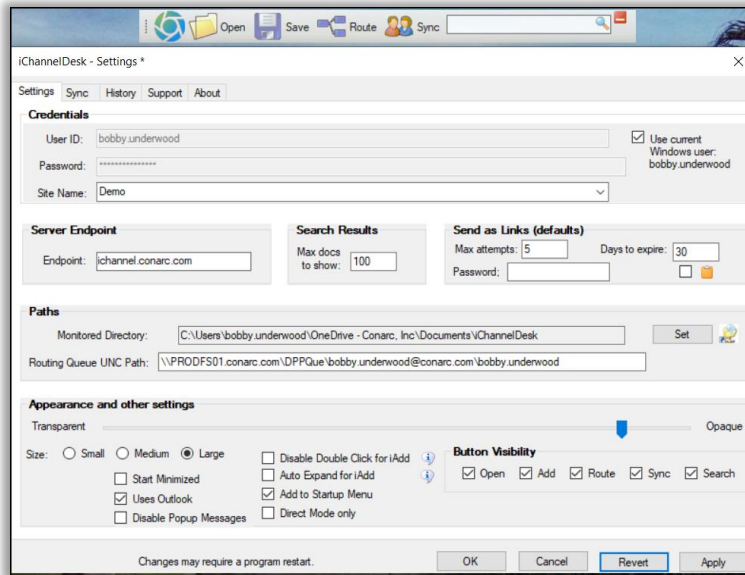 Open Save Route Sync
iChannelDesk - Settings *
Settings Sync History Support About
Credentials
User ID: bobby.underwood
Password: ***************
Site Name: Demo
Use current
Windows user:
bobby.underwood
Server Endpoint
Endpoint: ichannel.conarc.com
Search Results
Max docs
to show: 100
Send as Links (defaults)
Max attempts: 5 Days to expire: 30
Password:
Paths
Monitored Directory: C:\Users\bobby.underwood\OneDrive - Conarc, Inc\Documents\iChannelDesk Set
Routing Queue UNC Path: \\PRODFS01.conarc.com\DPPQue\bobby.underwood@conarc.com\bobby.underwood
Appearance and other settings
Transparent Opaque
Size: Small Medium Large
Start Minimized
Uses Outlook
Disable Popup Messages
Disable Double Click for iAdd
Auto Expand for iAdd
Add to Startup Menu
Direct Mode only
Button Visibility
Open Add Route Sync Search
Changes may require a program restart. OK Cancel Revert Apply